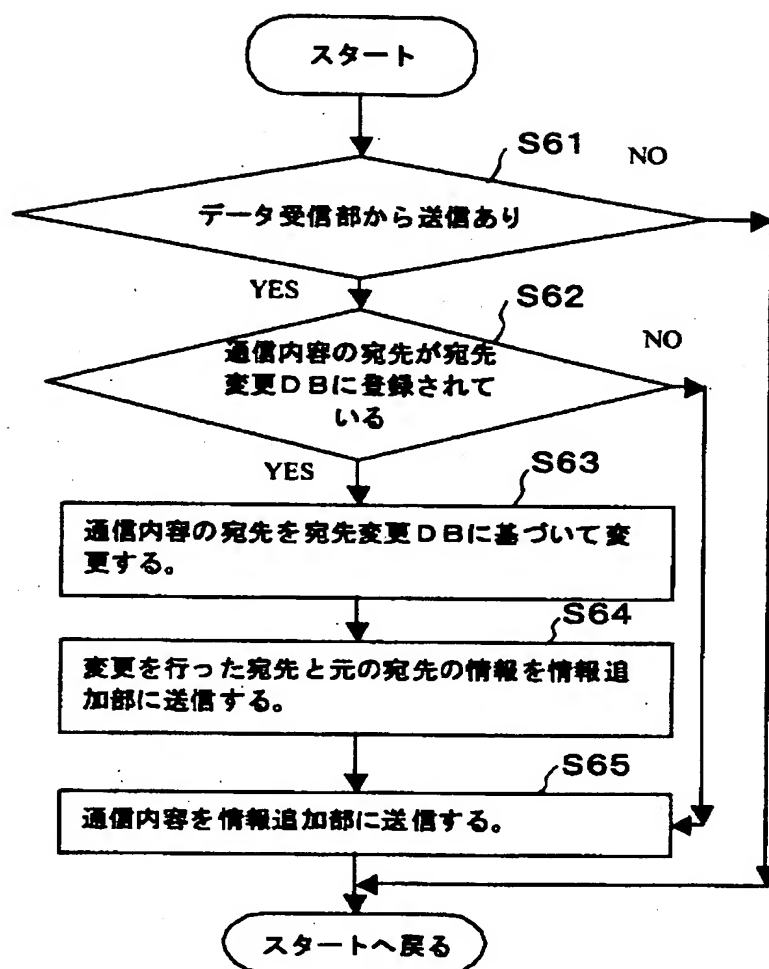 スタート
S61
NO
データ受信部から送信あり
YES
S62
NO
通信内容の宛先が宛先
変更DBに登録されて
いる
YES
S63
通信内容の宛先を宛先変更DBに基づいて変
更する。
S64
変更を行った宛先と元の宛先の情報を情報追
加部に送信する。
S65
通信内容を情報追加部に送信する。
スタートへ戻る